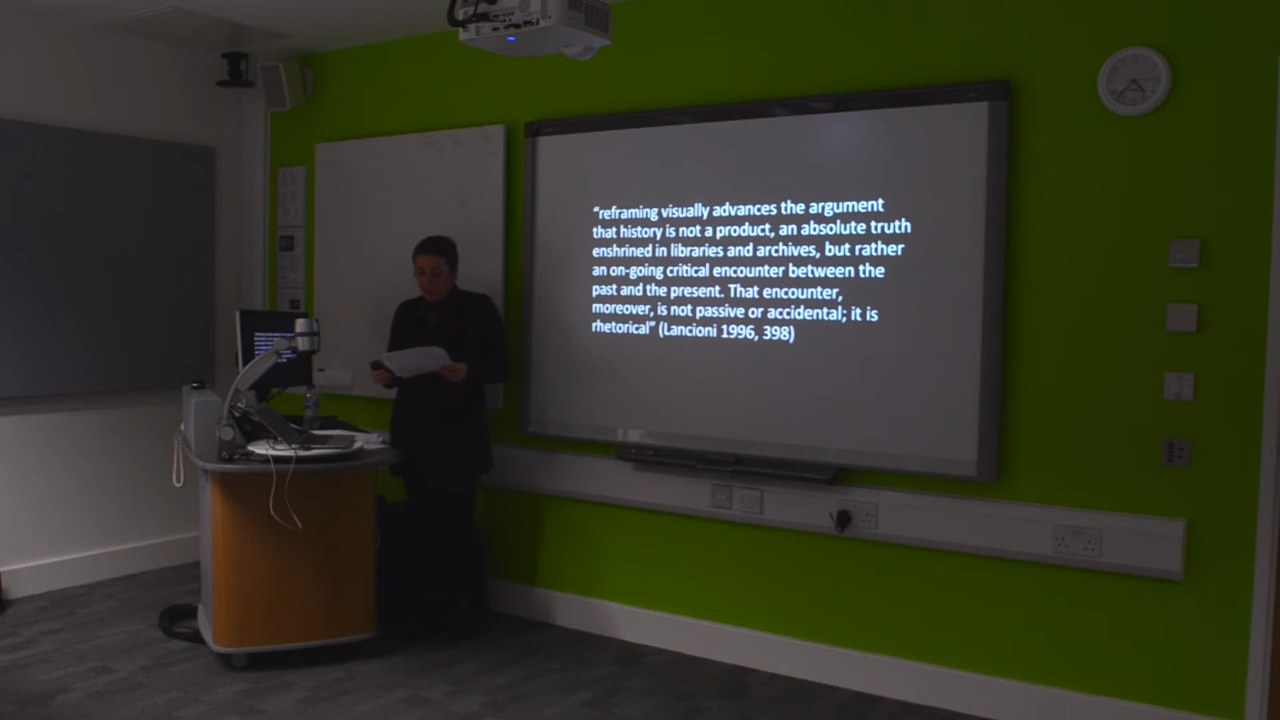 “reframing visually advances the argument
that history is not a product, an absolute truth
enshrined in libraries and archives, but rather
an on-going critical encounter between the
past and the present. That encounter,
moreover, is not passive or accidental; it is
rhetorical” (Lancioni 1996, 398)